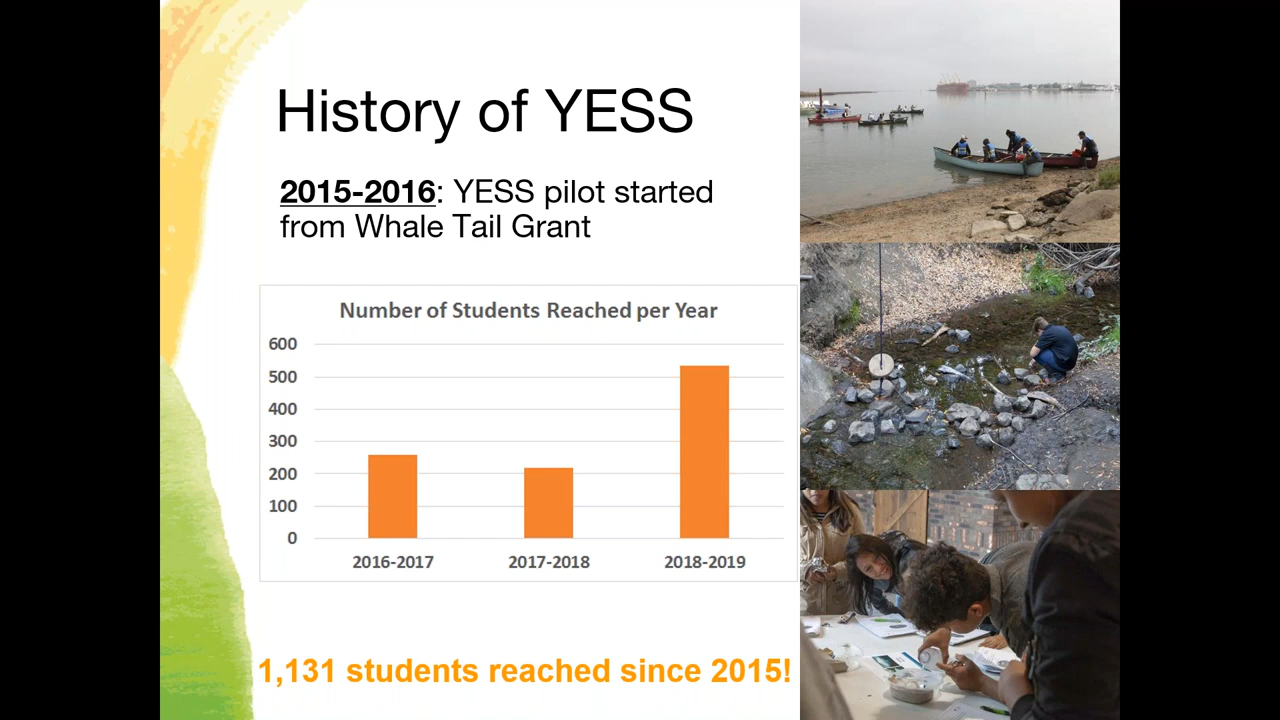 History of YESS
2015-2016: YESS pilot started
from Whale Tail Grant
Number of Students Reached per Year
600
500
400
300
200
100
0
2016-2017
2017-2018
2018-2019
1,131 students reached since 2015!